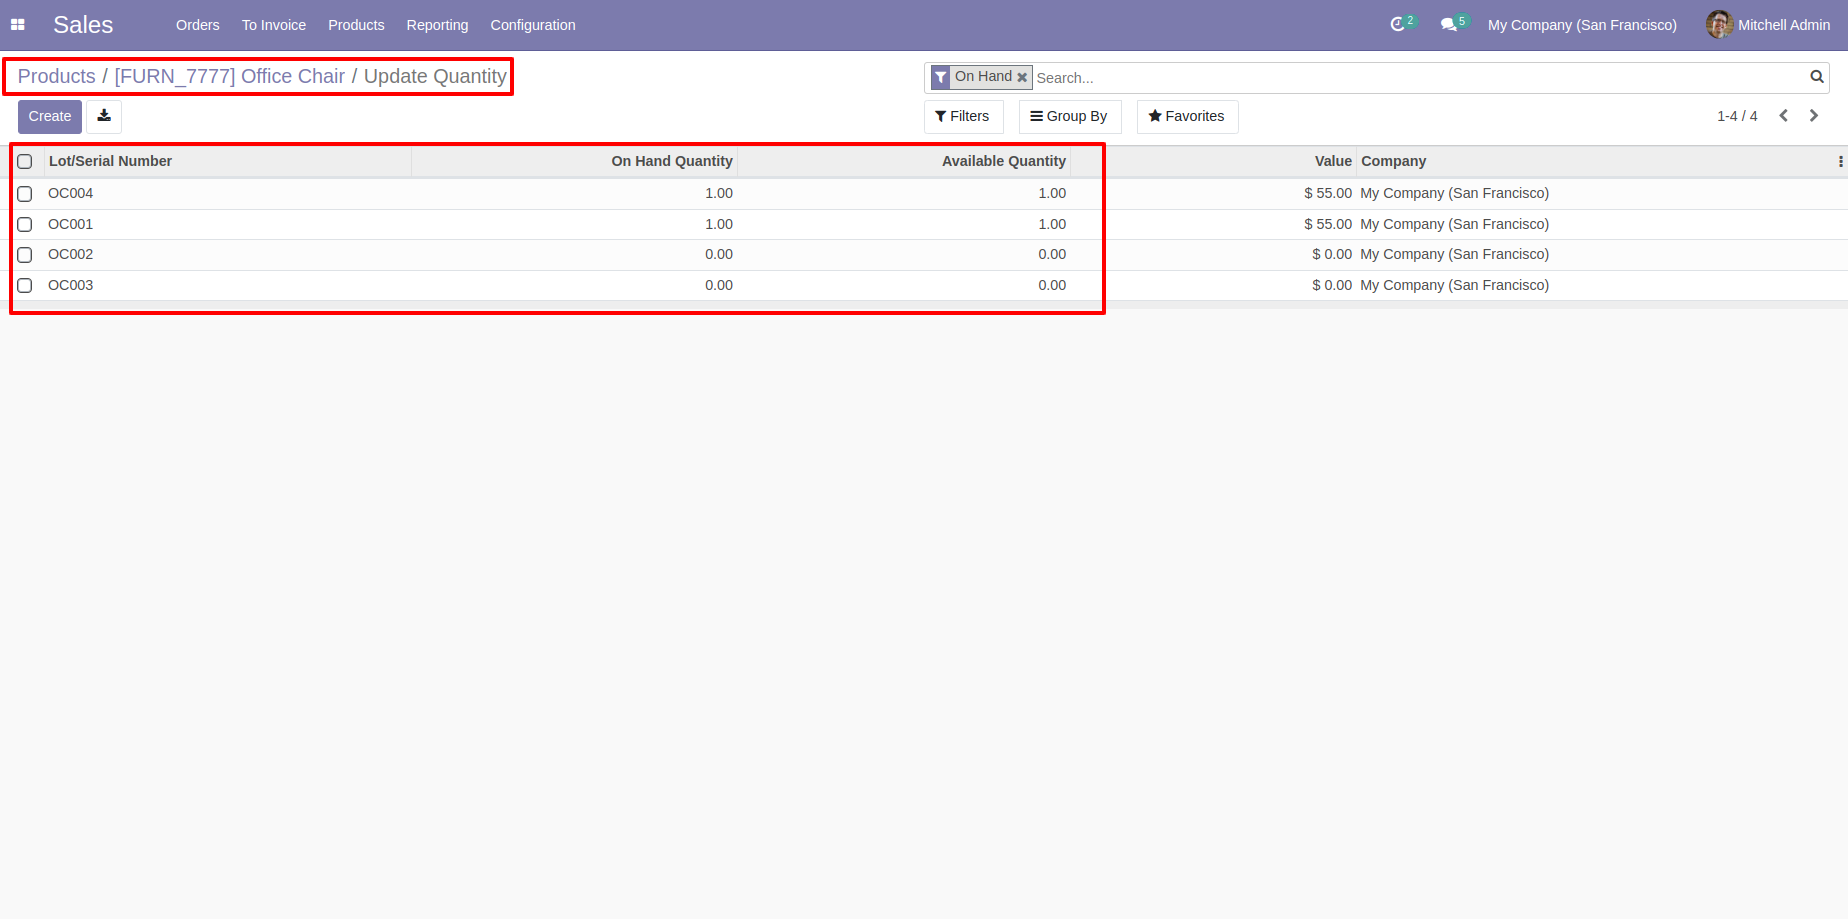 Sales Orders To Invoice Products Reporting Configuration 2 5 My Company (San Francisco) Mitchell Admin
Products / [FURN_7777] Office Chair / Update Quantity
On Hand Search...
Create Filters Group By Favorites 1-4 / 4
Lot/Serial Number On Hand Quantity Available Quantity Value Company
OC004 1.00 1.00 $ 55.00 My Company (San Francisco)
OC001 1.00 1.00 $ 55.00 My Company (San Francisco)
OC002 0.00 0.00 $ 0.00 My Company (San Francisco)
OC003 0.00 0.00 $ 0.00 My Company (San Francisco)